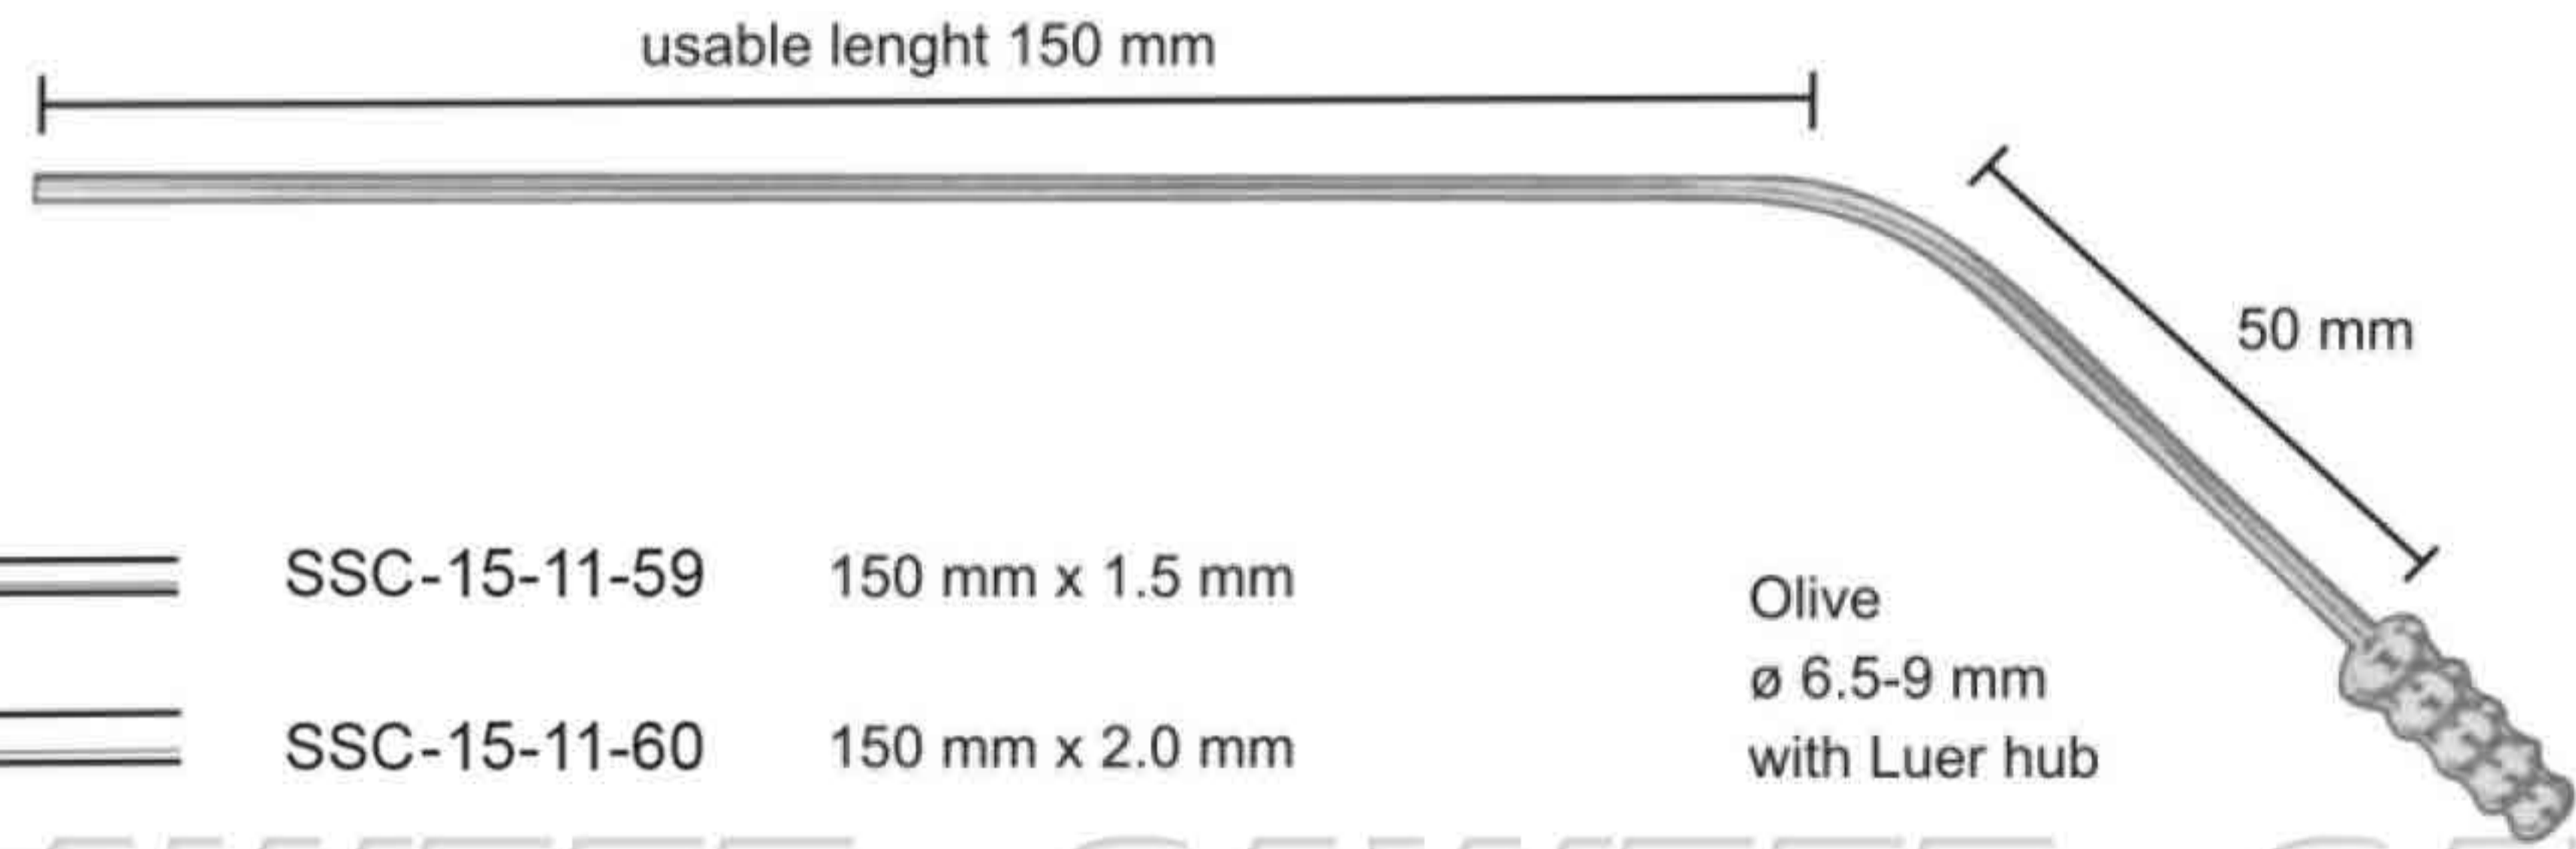 usable lenght 150 mm
50 mm
SSC-15-11-59 150 mm x 1.5 mm
SSC-15-11-60 150 mm x 2.0 mm
Olive
ø 6.5-9 mm
with Luer hub